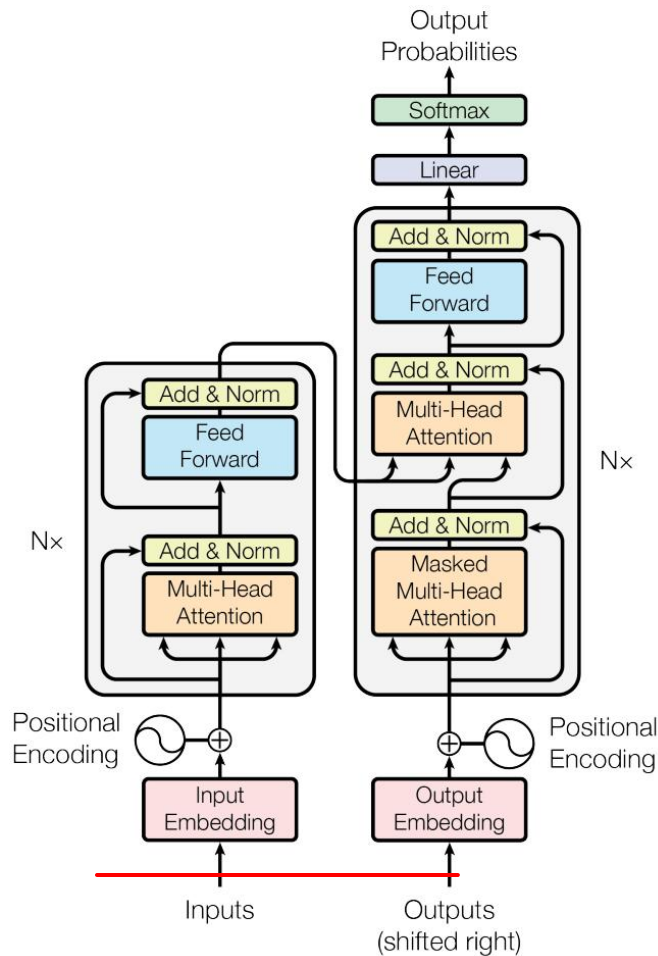 Output
Probabilities
Softmax
Linear
Add & Norm
Feed
Forward
Add & Norm
Multi-Head
Attention
Nx
Add & Norm
Masked
Multi-Head
Attention
Add & Norm
Feed
Forward
Nx
Add & Norm
Multi-Head
Attention
Positional
Encoding
Positional
Encoding
Input
Embedding
Output
Embedding
Inputs
Outputs
(shifted right)